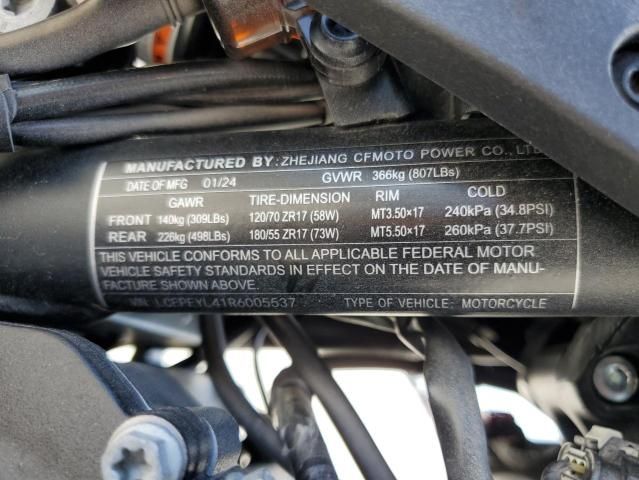 MANUFACTURED BY: ZHEJIANG CFMOTO POWER CO., LTD.
DATE OF MFG 01/24 GVWR 366kg (807LBs)
GAWR TIRE-DIMENSION RIM COLD
FRONT 140kg (309LBs) 120/70 ZR17 (58W) MT3.50×17 240kPa (34.8PSI)
REAR 226kg (498LBs) 180/55 ZR17 (73W) MT5.50×17 260kPa (37.7PSI)
THIS VEHICLE CONFORMS TO ALL APPLICABLE FEDERAL MOTOR
VEHICLE SAFETY STANDARDS IN EFFECT ON THE DATE OF MANU-
FACTURE SHOWN ABOVE.
VIN: LCEPEYL41R6005537 TYPE OF VEHICLE: MOTORCYCLE